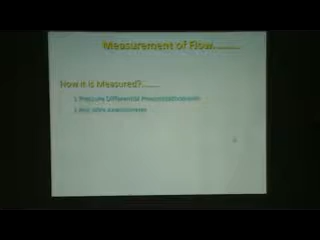 Measurement of Flow..........
How it is Measured?.......
1. Pressure Differential Pneumotachometer
2. Hot Wire Anemometer